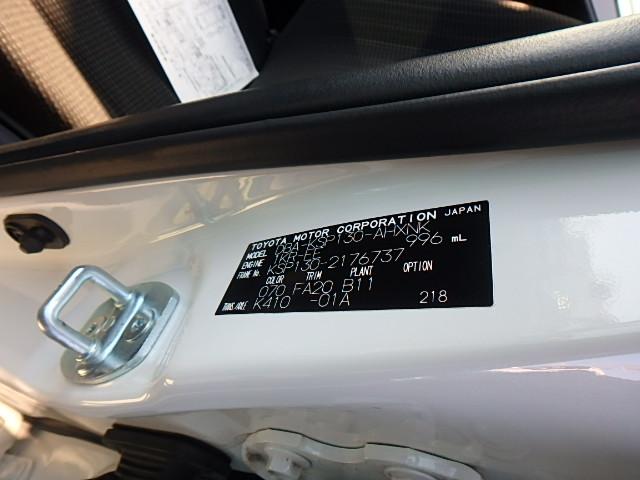 TOYOTA MOTOR CORPORATION JAPAN
MODEL DBA-KSP130-AHXNK
ENGINE 1KR-FE 996 mL
FRAME No. KSP130-2176737
COLOR TRIM PLANT OPTION
070 FA20 B11
TRANS./AXLE K410 -01A 218